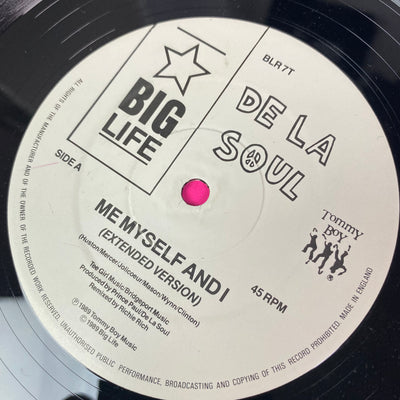 BIG
LIFE
BLR 7T
DE LA
SOUL
SIDE A
ME MYSELF AND I
(EXTENDED VERSION)
(Huston/Mercer/Jolicoeur/Mason/Wynn/Clinton)
Tee Girl Music/Bridgeport Music
Produced by Prince Paul/De La Soul
Remixed by Richie Rich
℗1989 Tommy Boy Music
©1989 Big Life
45 RPM
Tommy
Boy
ALL RIGHTS OF THE MANUFACTURER AND OF THE OWNER OF THE RECORDED WORK RESERVED. UNAUTHORISED PUBLIC PERFORMANCE, BROADCASTING AND COPYING OF THIS RECORD PROHIBITED. MADE IN ENGLAND